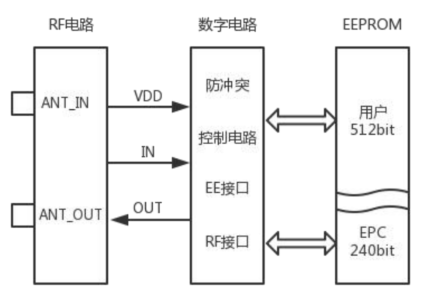 RF电路
数字电路
EEPROM
ANT_IN
VDD
防冲突
用户
512bit
控制电路
IN
EE接口
ANT_OUT
OUT
RF接口
EPC
240bit